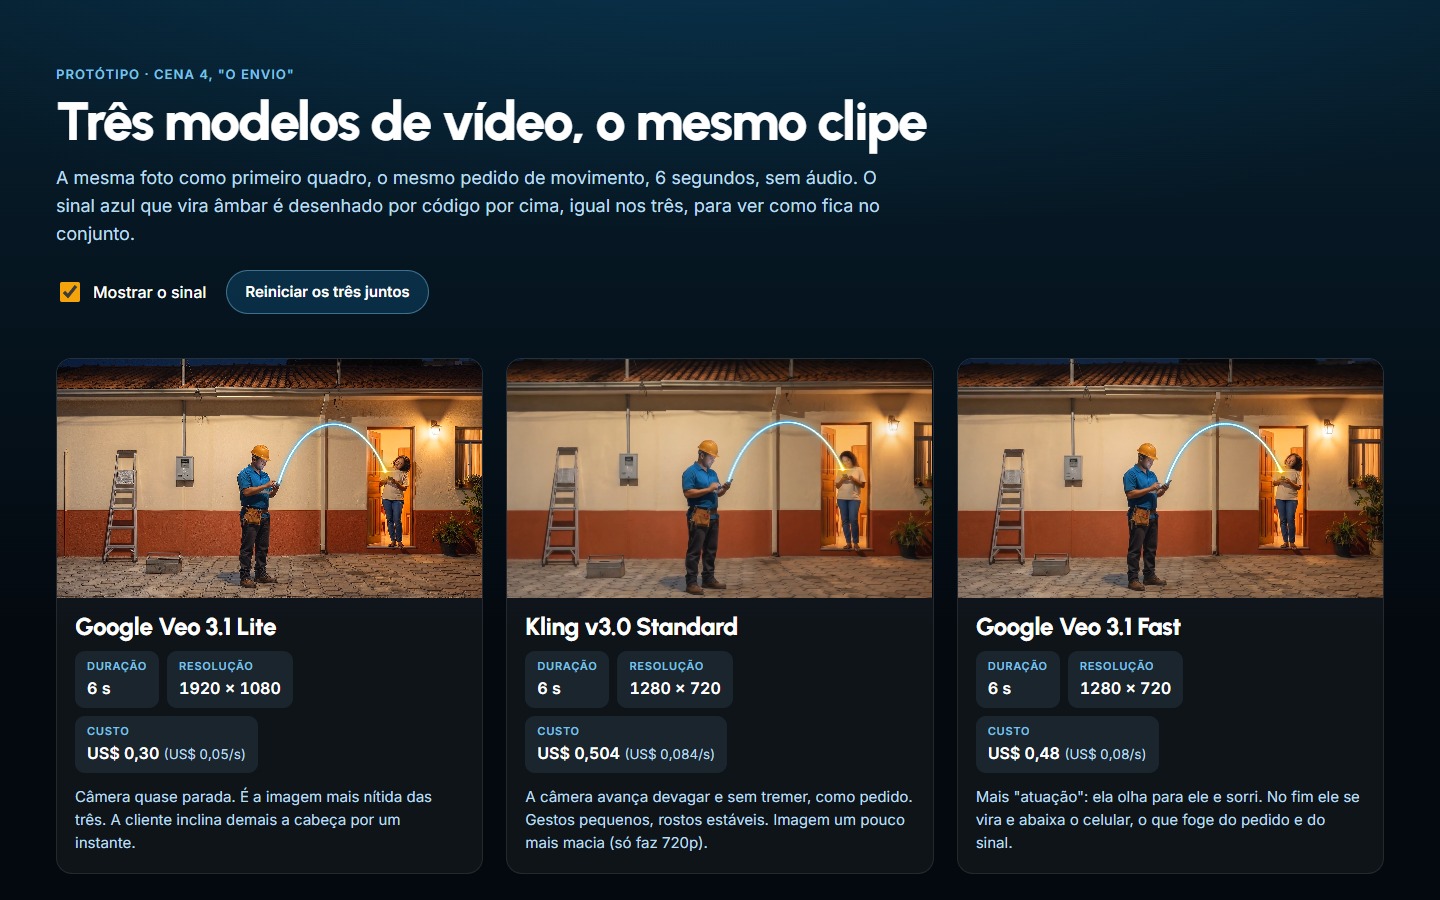 PROTÓTIPO · CENA 4, "O ENVIO"
Três modelos de vídeo, o mesmo clipe
A mesma foto como primeiro quadro, o mesmo pedido de movimento, 6 segundos, sem áudio. O
sinal azul que vira âmbar é desenhado por código por cima, igual nos três, para ver como fica no
conjunto.
Mostrar o sinal
Reiniciar os três juntos
Google Veo 3.1 Lite
DURAÇÃO
6 s
RESOLUÇÃO
1920 × 1080
CUSTO
US$ 0,30 (US$ 0,05/s)
Câmera quase parada. É a imagem mais nítida das
três. A cliente inclina demais a cabeça por um
instante.
Kling v3.0 Standard
DURAÇÃO
6 s
RESOLUÇÃO
1280 × 720
CUSTO
US$ 0,504 (US$ 0,084/s)
A câmera avança devagar e sem tremer, como pedido.
Gestos pequenos, rostos estáveis. Imagem um pouco
mais macia (só faz 720p).
Google Veo 3.1 Fast
DURAÇÃO
6 s
RESOLUÇÃO
1280 × 720
CUSTO
US$ 0,48 (US$ 0,08/s)
Mais "atuação": ela olha para ele e sorri. No fim ele se
vira e abaixa o celular, o que foge do pedido e do
sinal.